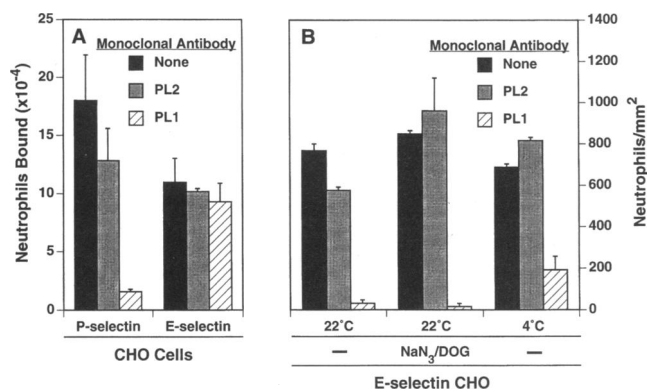 A
Monoclonal Antibody
None
PL2
PL1
Neutrophils Bound (x10⁻⁴)
25
20
15
10
5
0
P-selectin E-selectin
CHO Cells
B
Monoclonal Antibody
None
PL2
PL1
Neutrophils/mm²
1400
1200
1000
800
600
400
200
0
22°C 22°C 4°C
— NaN₃/DOG —
E-selectin CHO